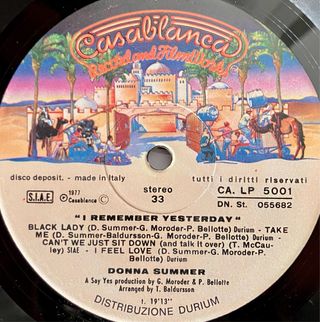 Casablanca
Record and FilmWorks
disco deposit. - made in Italy
tutti i diritti riservati
S.I.A.E.
1977
Casablanca ©
stereo
33
CA. LP 5001
DN. St. 055682
"I REMEMBER YESTERDAY"
BLACK LADY (D. Summer-G. Moroder-P. Bellotte) Durium - TAKE
ME (D. Summer-Baldursson-G. Moroder-P. Bellotte) Durium -
CAN'T WE JUST SIT DOWN (and talk it over) (T. McCau-
ley) SIAE - I FEEL LOVE (D. Summer-G. Moroder-P.
Bellotte) Durium
DONNA SUMMER
A Say Yes production by G. Moroder & P. Bellotte
Arranged by T. Baldursson
t. 19'13"
DISTRIBUZIONE DURIUM